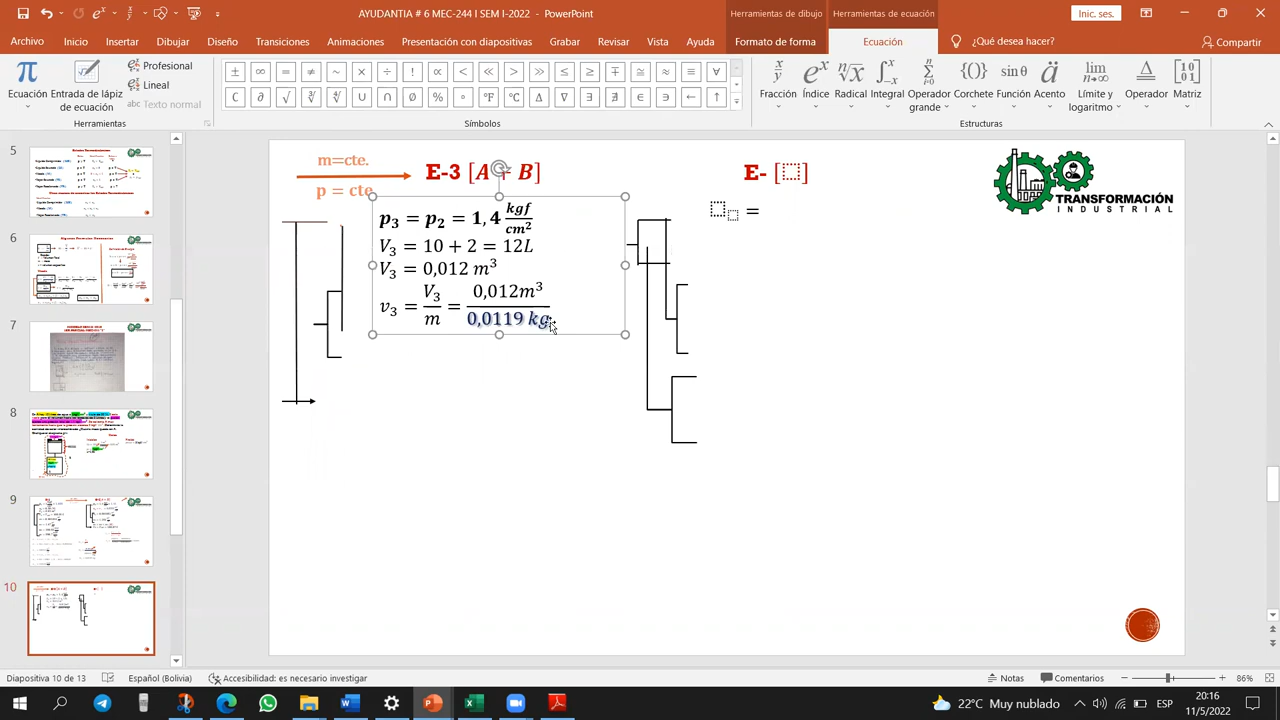 AYUDANTIA - PowerPoint
Herramientas de dibujo
Herramientas de ecuación
Inic. ses.
Archivo
Inicio
Insertar
Dibujar
Diseño
Transiciones
Animaciones
Presentación con diapositivas
Grabar
Revisar
Vista
Ayuda
Formato de forma
Ecuación
¿Qué desea hacer?
Compartir
Ecuación
Entrada de lápiz de ecuación
Profesional
Lineal
abc Texto normal
± ∞ = ≠ ~ × ÷ ! ∝ < ≪ > ≫ ≤ ≥ ∓ ≅ ≈ ≡ ∀
∁ ∂ √ ∛ ∜ ∪ ∩ ∅ % ° °F °C ∆ ∇ ∃ ∄ ∈ ∋ ← ↑
Fracción
Índice
Radical
Integral
Operador grande
Corchete
Función
Acento
Límite y logaritmo
Operador
Matriz
Herramientas
Símbolos
Estructuras
5
7
8
9
10
m=cte.
p = cte
E-3 [A + B]
p₃ = p₂ = 1,4 kgf/cm²
V₃ = 10 + 2 = 12L
V₃ = 0,012 m³
v₃ = V₃/m = 0,012m³/0,0119 kg
E- [⬚]
⬚⬚ =
TRANSFORMACIÓN
INDUSTRIAL
Diapositiva 10 de 13
Español (Bolivia)
Accesibilidad: es necesario investigar
Notas
Comentarios
86%
22°C Muy nublado
ESP
20:16
11/5/2022